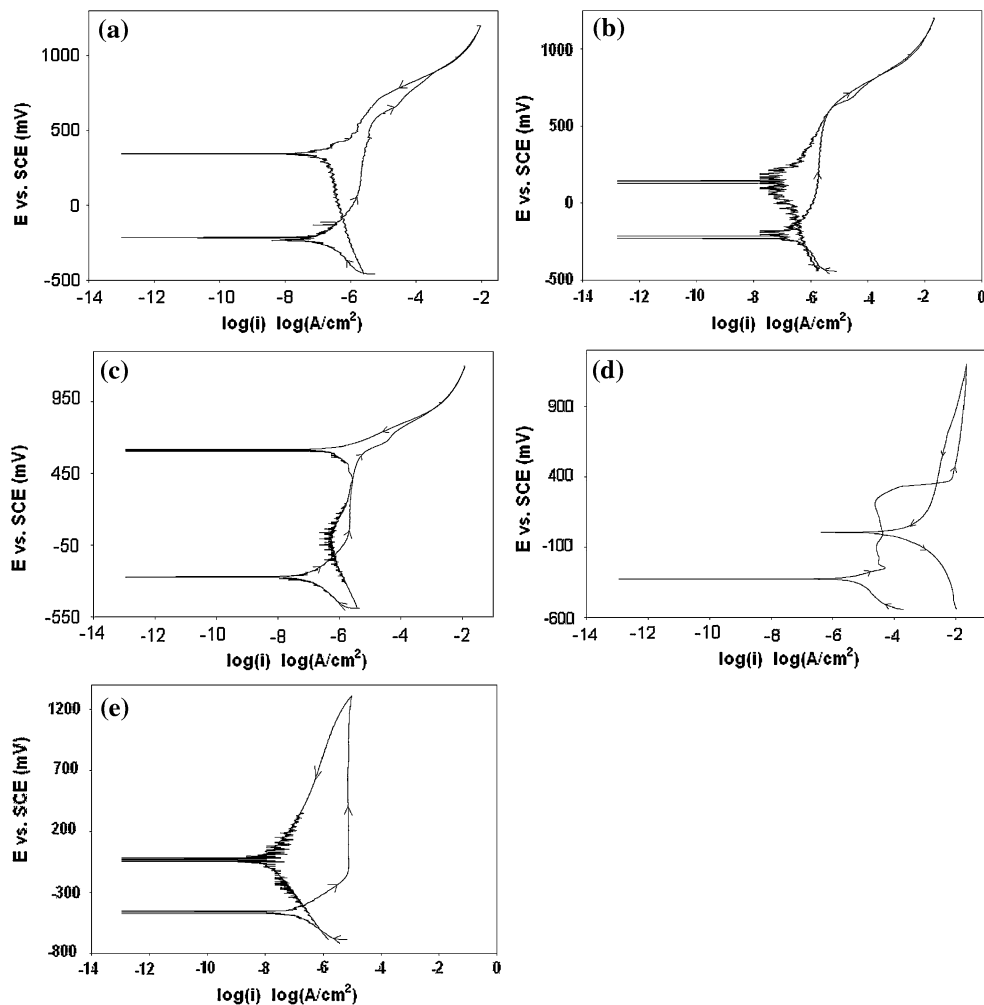 (a)
E vs. SCE (mV)
1000
500
0
-500
-14 -12 -10 -8 -6 -4 -2
log(i) log(A/cm²)
(b)
E vs. SCE (mV)
1000
500
0
-500
-14 -12 -10 -8 -6 -4 -2 0
log(i) log(A/cm²)
(c)
E vs. SCE (mV)
950
450
-50
-550
-14 -12 -10 -8 -6 -4 -2
log(i) log(A/cm²)
(d)
E vs. SCE (mV)
900
400
-100
-600
-14 -12 -10 -8 -6 -4 -2
log(i) log(A/cm²)
(e)
E vs. SCE (mV)
1200
700
200
-300
-800
-14 -12 -10 -8 -6 -4 -2 0
log(i) log(A/cm²)